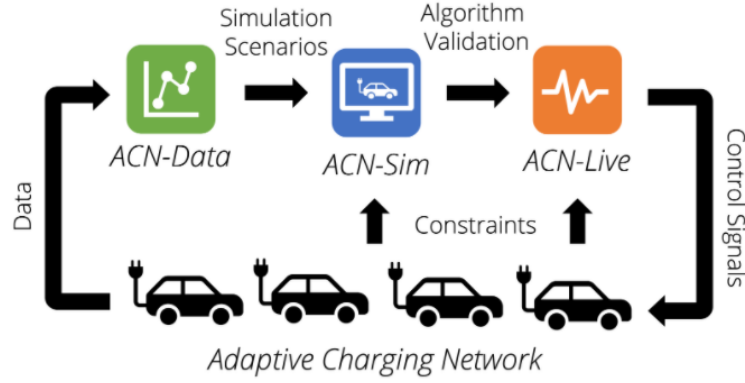 Simulation
Scenarios
Algorithm
Validation
ACN-Data
ACN-Sim
ACN-Live
Data
Constraints
Control Signals
Adaptive Charging Network